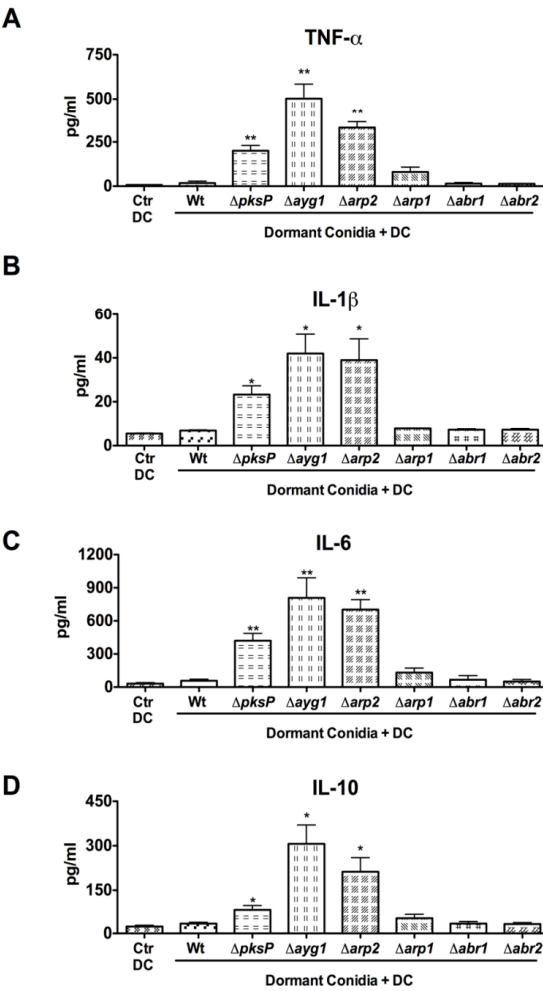 A
TNF-α
750
**
500
**
**
pg/ml
250
0
Ctr Wt ΔpksP Δayg1 Δarp2 Δarp1 Δabr1 Δabr2
DC
Dormant Conidia + DC
B
IL-1β
60
* *
40
*
pg/ml
20
0
Ctr Wt ΔpksP Δayg1 Δarp2 Δarp1 Δabr1 Δabr2
DC
Dormant Conidia + DC
C
IL-6
1200
**
900
**
**
pg/ml
600
300
0
Ctr Wt ΔpksP Δayg1 Δarp2 Δarp1 Δabr1 Δabr2
DC
Dormant Conidia + DC
D
IL-10
450
*
300
*
pg/ml
150
*
0
Ctr Wt ΔpksP Δayg1 Δarp2 Δarp1 Δabr1 Δabr2
DC
Dormant Conidia + DC